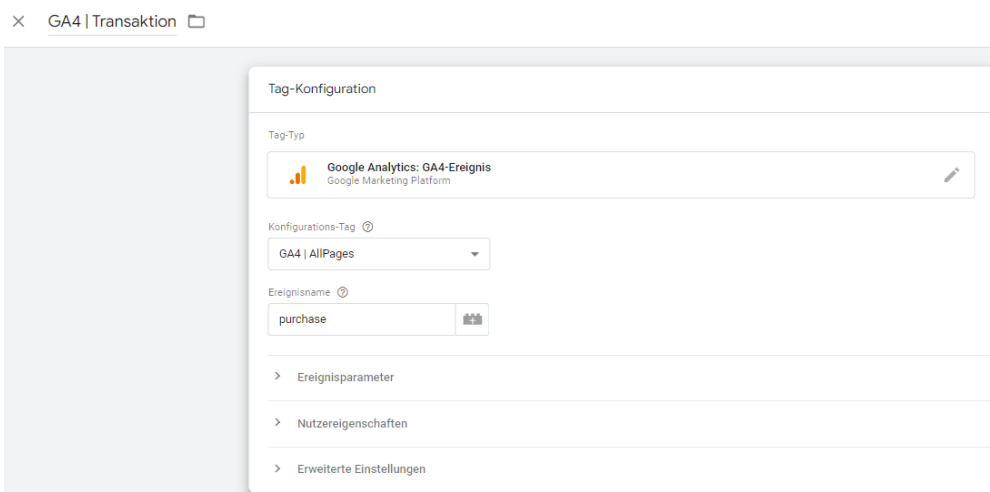 GA4 | Transaktion
Tag-Konfiguration
Tag-Typ
Google Analytics: GA4-Ereignis
Google Marketing Platform
Konfigurations-Tag
GA4 | AllPages
Ereignisname
purchase
Ereignisparameter
Nutzereigenschaften
Erweiterte Einstellungen